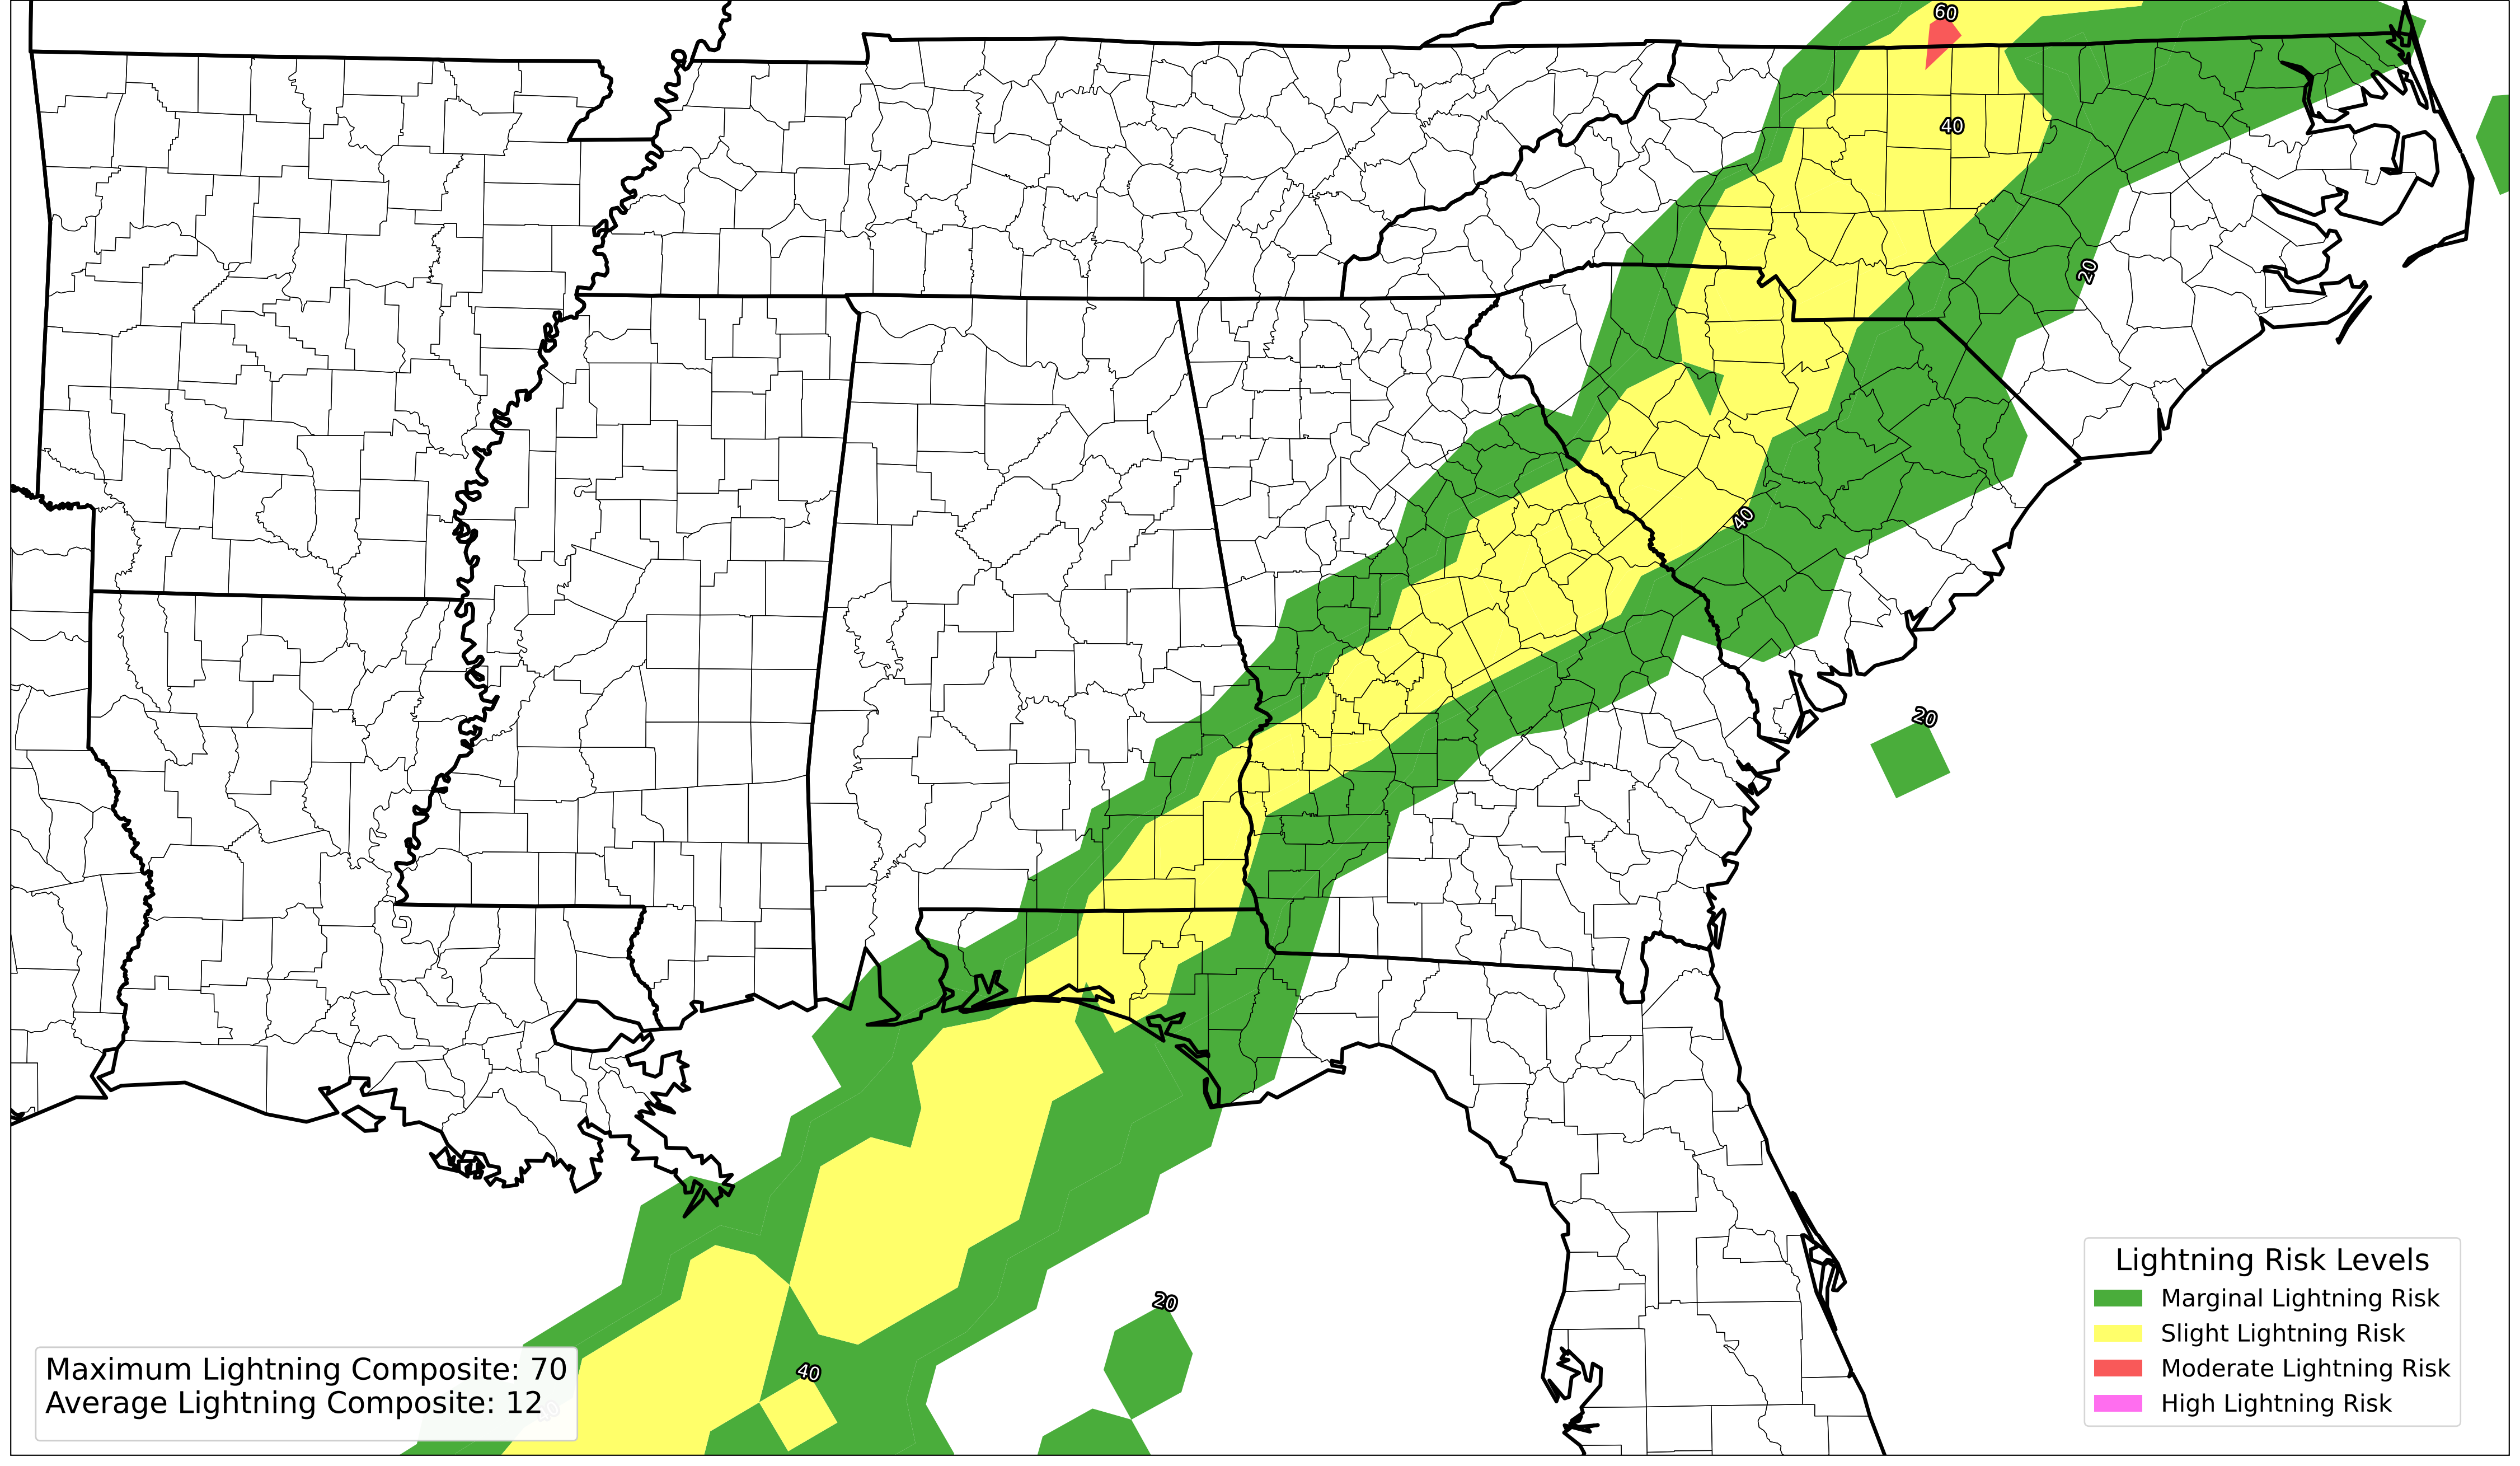 60
40
20
40
20
20
40
40
Maximum Lightning Composite: 70
Average Lightning Composite: 12
Lightning Risk Levels
Marginal Lightning Risk
Slight Lightning Risk
Moderate Lightning Risk
High Lightning Risk